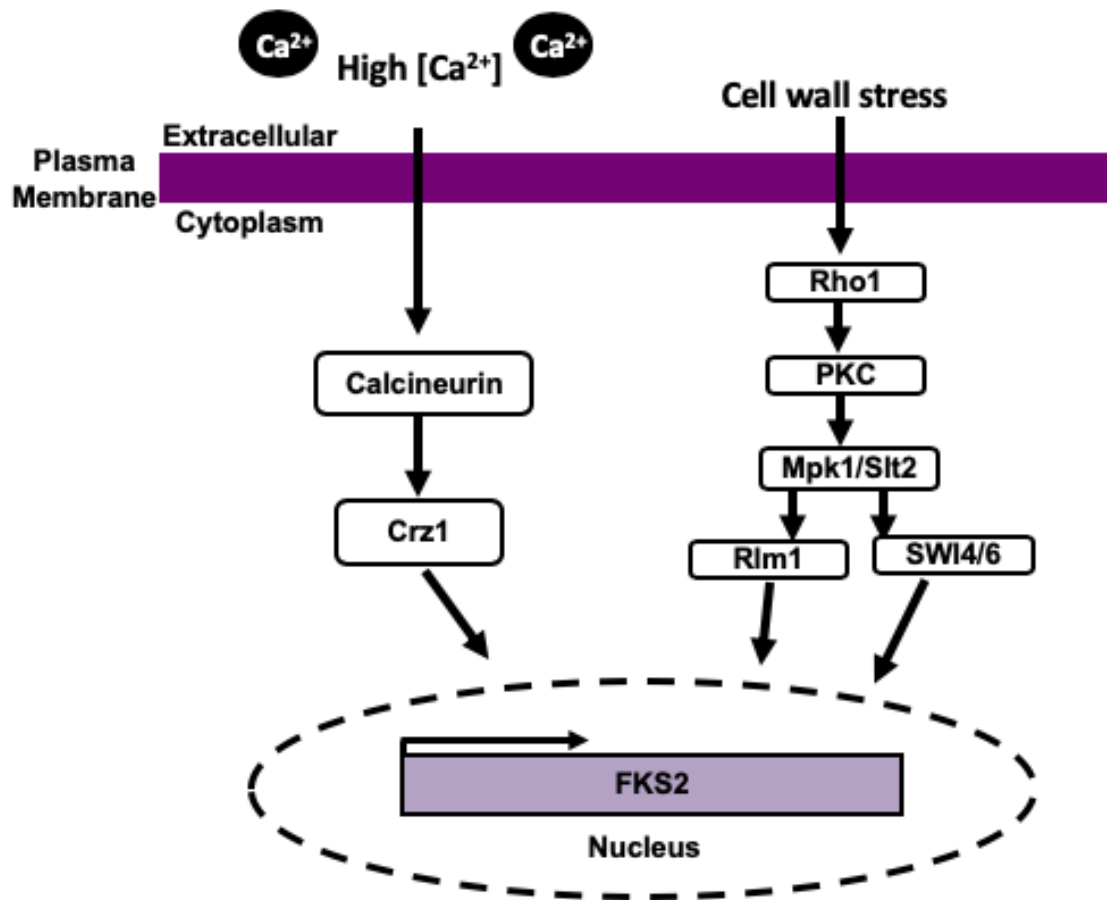 Ca²⁺
Ca²⁺
High [Ca²⁺]
Cell wall stress
Extracellular
Plasma
Membrane
Cytoplasm
Rho1
PKC
Calcineurin
Mpk1/Slt2
Crz1
Rlm1
SWI4/6
FKS2
Nucleus